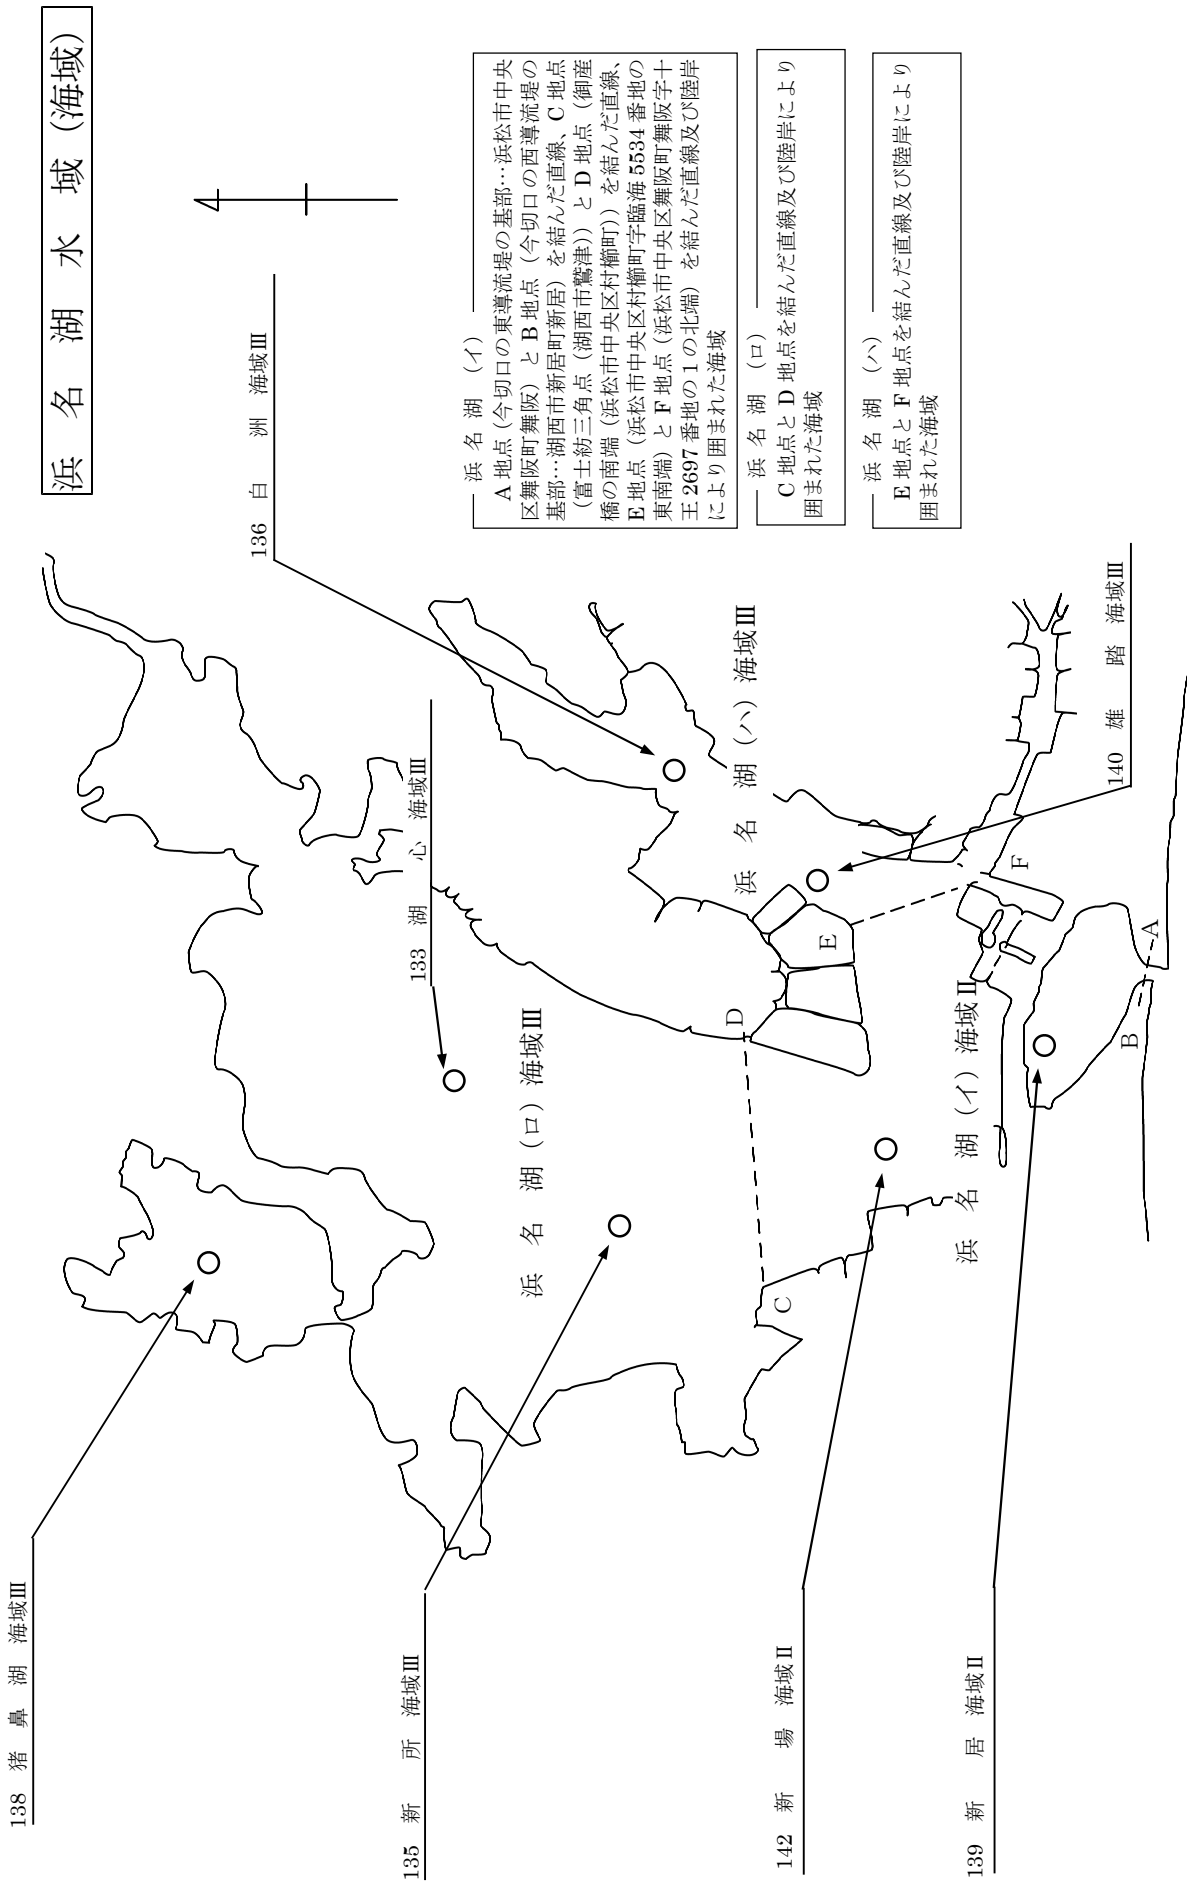 浜名湖水域(海域)
136 白洲 海域Ⅲ
133 湖心 海域Ⅲ
138 猪鼻湖 海域Ⅲ
135 新所 海域Ⅲ
142 新場 海域Ⅱ
139 新居 海域Ⅱ
140 雄踏 海域Ⅲ
浜名湖(ロ)海域Ⅲ
浜名湖(ハ)海域Ⅲ
浜名湖(イ)海域Ⅱ
A
B
C
D
E
F
浜名湖(イ)
A地点(今切口の東導流堤の基部…浜松市中央
区舞阪町舞阪)とB地点(今切口の西導流堤の
基部…湖西市新居町新居)を結んだ直線、C地点
(富士紡三角点(湖西市鷲津))とD地点(御産
橋の南端(浜松市中央区村櫛町))を結んだ直線、
E地点(浜松市中央区村櫛町字臨海5534番地の
東南端)とF地点(浜松市中央区舞阪町舞阪字十
王2697番地の1の北端)を結んだ直線及び陸岸
により囲まれた海域
浜名湖(ロ)
C地点とD地点を結んだ直線及び陸岸により
囲まれた海域
浜名湖(ハ)
E地点とF地点を結んだ直線及び陸岸により
囲まれた海域